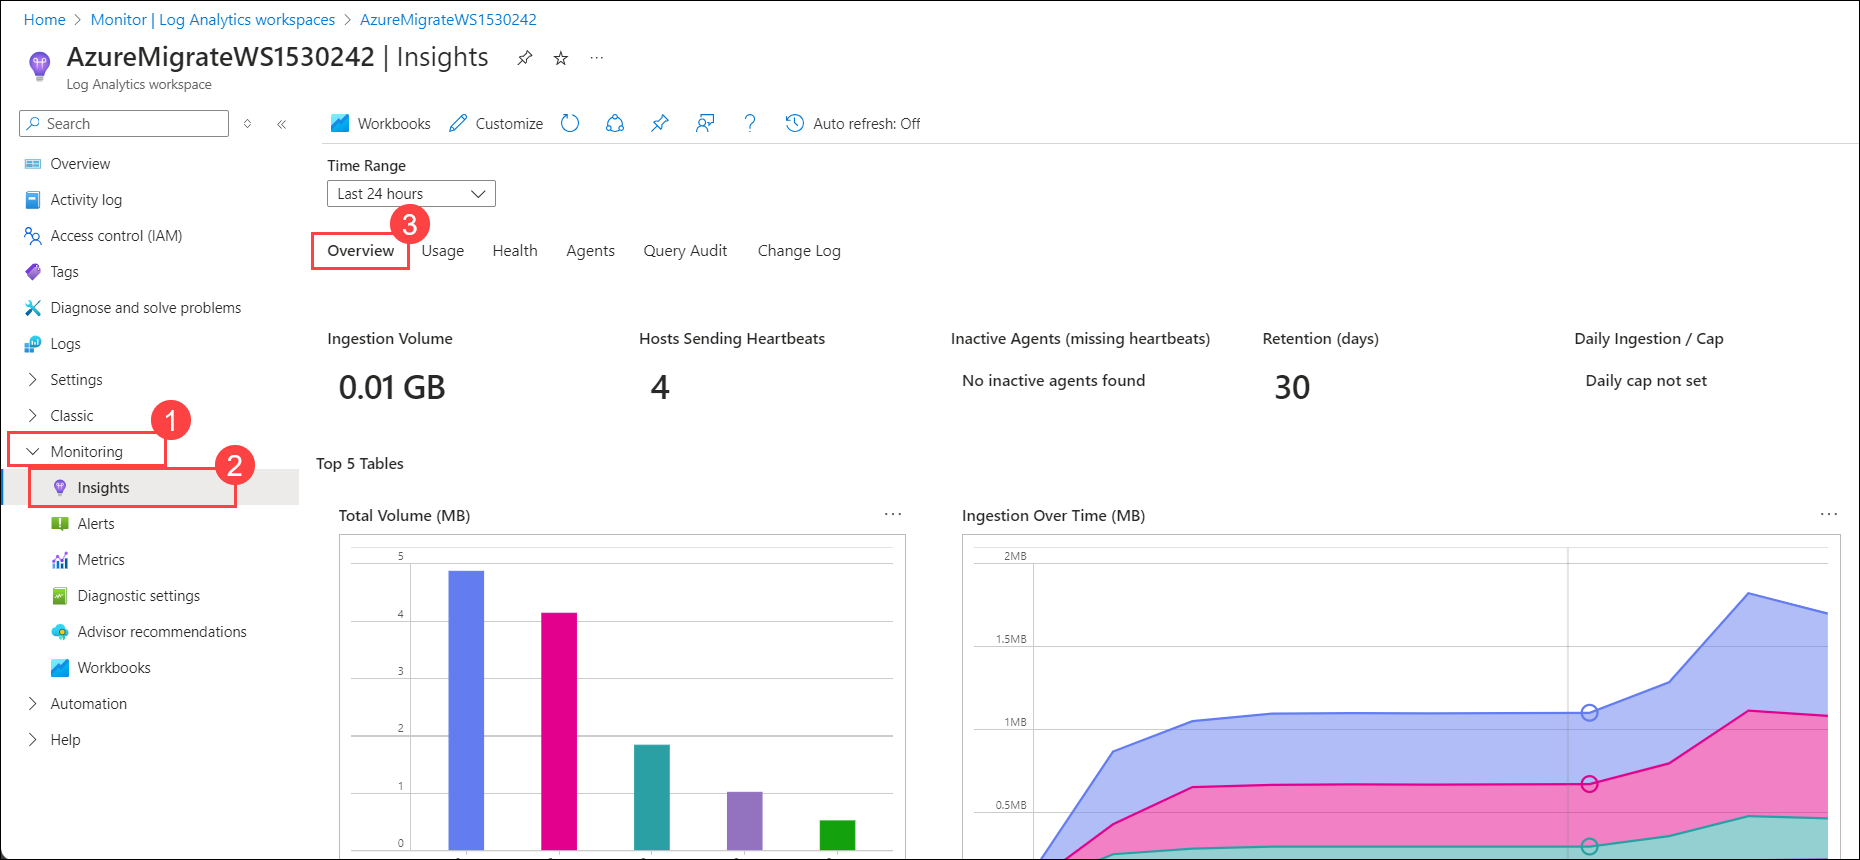 Home > Monitor | Log Analytics workspaces > AzureMigrateWS1530242
AzureMigrateWS1530242 | Insights
Log Analytics workspace
Search
Workbooks Customize ? Auto refresh: Off
Overview
Activity log
Access control (IAM)
Tags
Diagnose and solve problems
Logs
Settings
Classic
1
Monitoring
2
Insights
Alerts
Metrics
Diagnostic settings
Advisor recommendations
Workbooks
Automation
Help
Time Range
Last 24 hours
3
Overview Usage Health Agents Query Audit Change Log
Ingestion Volume
0.01 GB
Hosts Sending Heartbeats
4
Inactive Agents (missing heartbeats)
No inactive agents found
Retention (days)
30
Daily Ingestion / Cap
Daily cap not set
Top 5 Tables
Total Volume (MB)
5
4
3
2
1
0
Ingestion Over Time (MB)
2MB
1.5MB
1MB
0.5MB